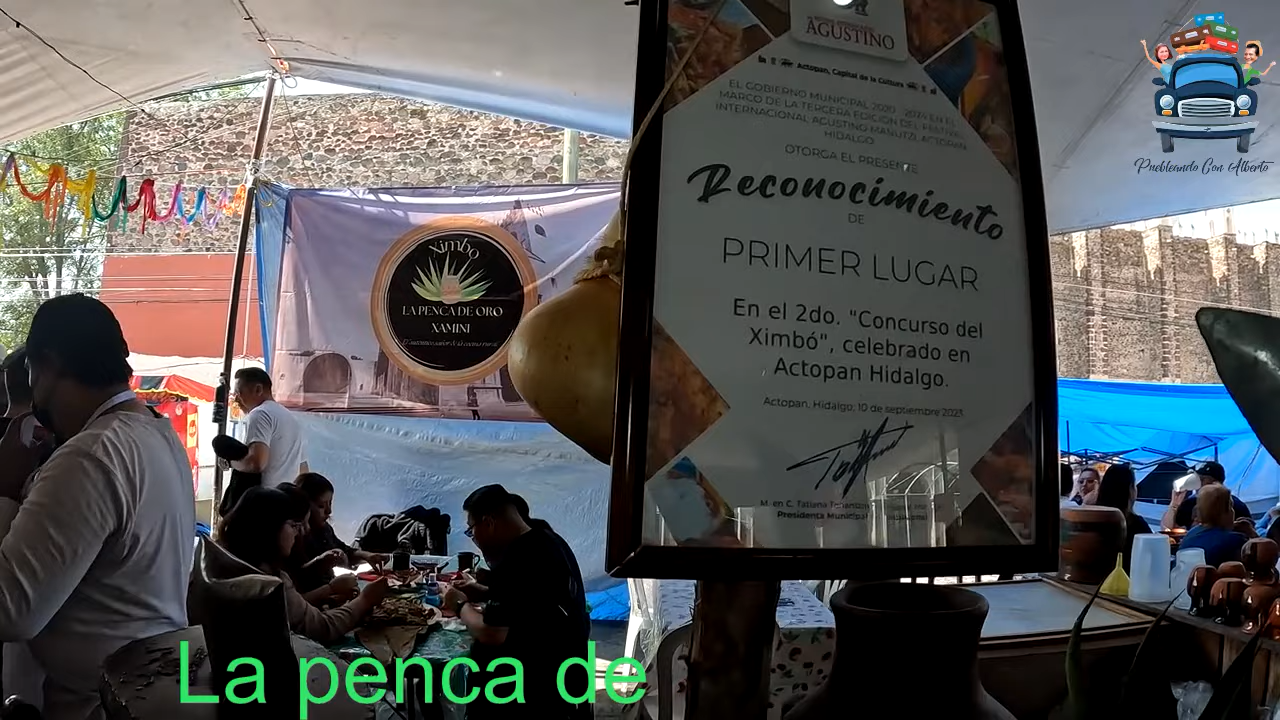 AGUSTINO
Actopan, Capital de la Cultura
EL GOBIERNO MUNICIPAL 2020 - 2024 EN EL
MARCO DE LA TERCERA EDICIÓN DEL FESTIVAL
INTERNACIONAL AGUSTINO MANUTZI, ACTOPAN
HIDALGO
OTORGA EL PRESENTE
Reconocimiento
DE
PRIMER LUGAR
En el 2do. "Concurso del
Ximbó", celebrado en
Actopan Hidalgo.
Actopan, Hidalgo; 10 de septiembre 2023
M. en C. Tatiana
Presidenta Municipal
Ximbo
LA PENCA DE ORO
XAMINI
Puebleando Con Alberto
La penca de